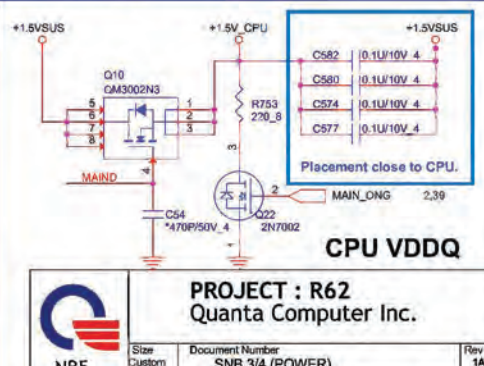 +1.5VSUS
+1.5V_CPU
+1.5VSUS
C582 0.1U/10V_4
C580 0.1U/10V_4
C574 0.1U/10V_4
C577 0.1U/10V_4
Placement close to CPU.
Q10
QM3002N3
5
6
7
8
1
2
3
4
R753
220_8
3
MAIND
C54
*470P/50V_4
2
MAIN_ONG 2,39
Q22
2N7002
1
CPU VDDQ
PROJECT : R62
Quanta Computer Inc.
Size
Custom
Document Number
SNB 3/4 (POWER)
Rev
1A